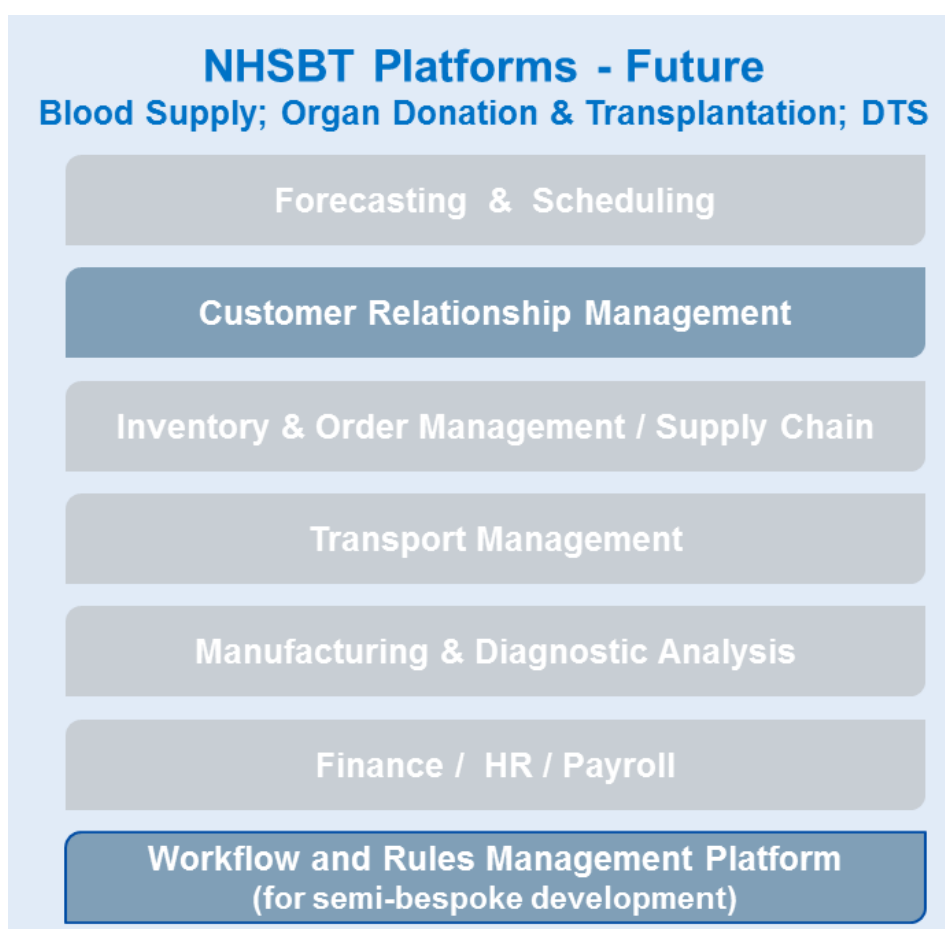 NHSBT Platforms - Future
Blood Supply; Organ Donation & Transplantation; DTS
Forecasting & Scheduling
Customer Relationship Management
Inventory & Order Management / Supply Chain
Transport Management
Manufacturing & Diagnostic Analysis
Finance / HR / Payroll
Workflow and Rules Management Platform
(for semi-bespoke development)